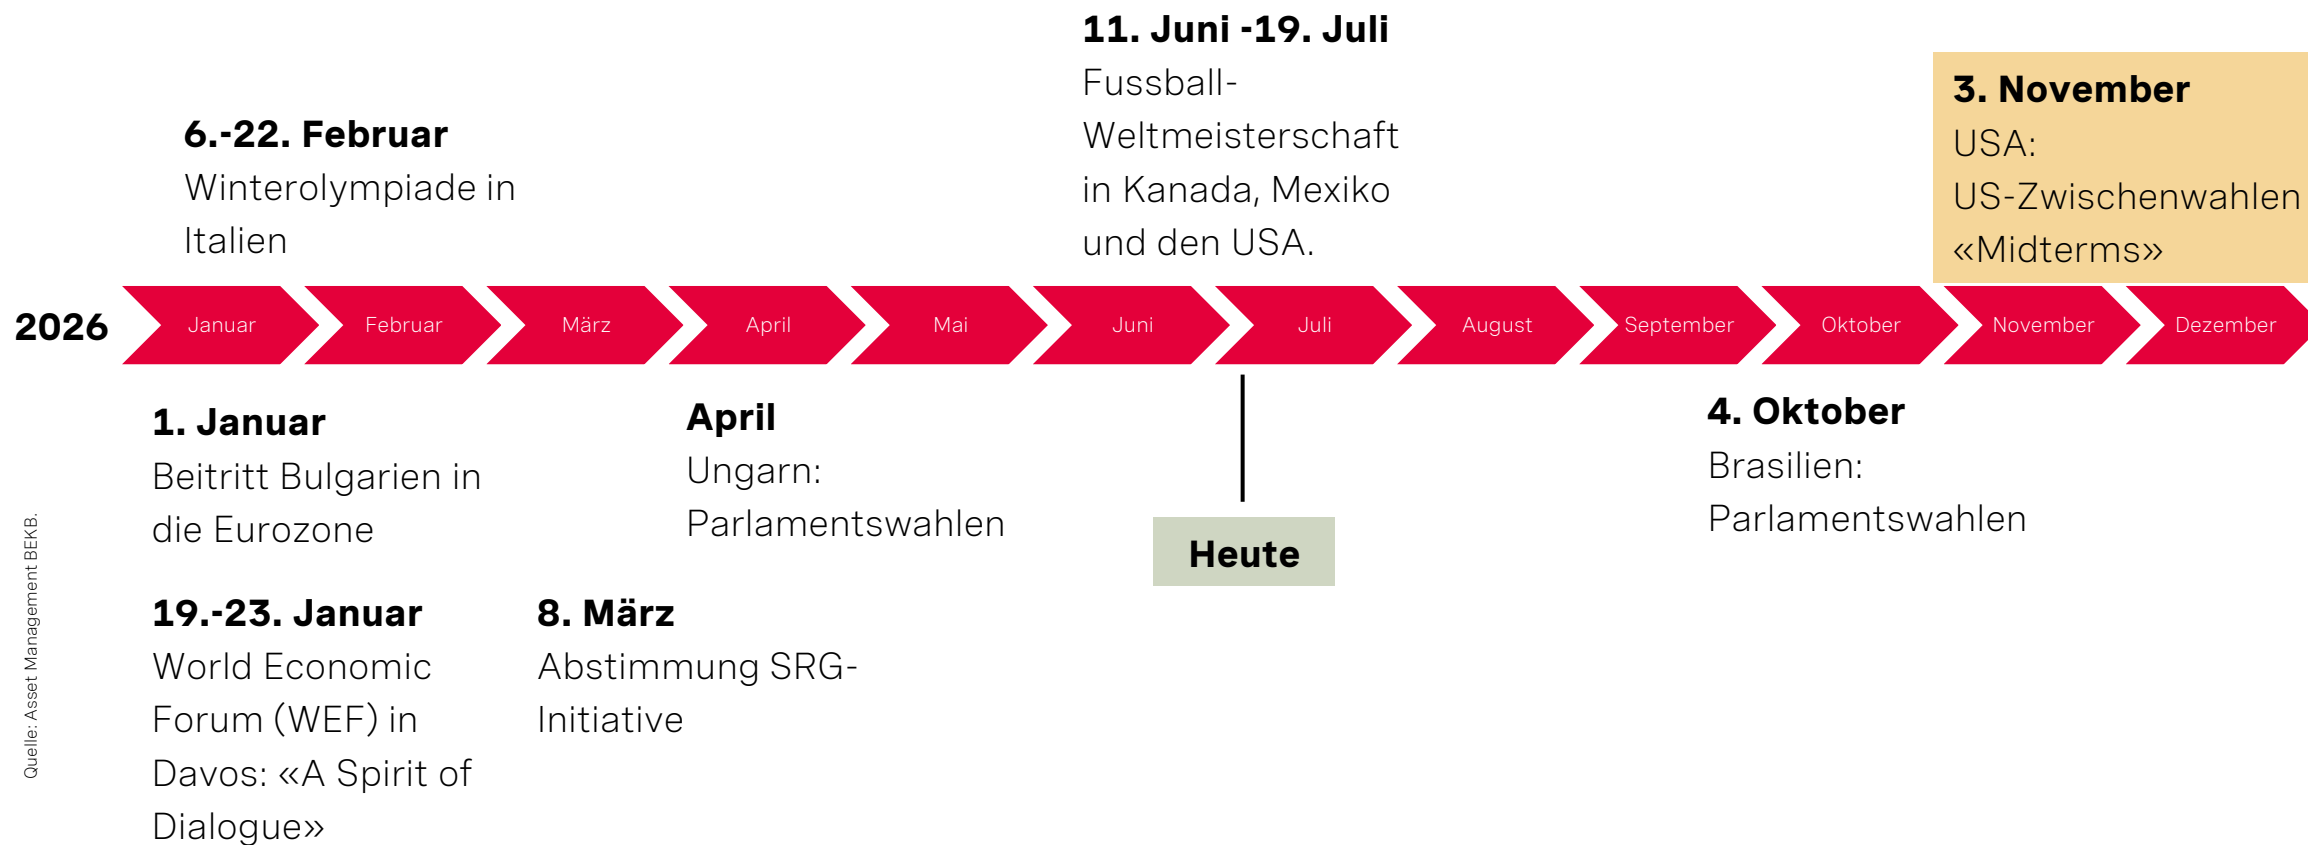 11. Juni -19. Juli
Fussball-
Weltmeisterschaft
in Kanada, Mexiko
und den USA.
3. November
USA:
US-Zwischenwahlen
«Midterms»
6.-22. Februar
Winterolympiade in
Italien
2026
Januar
Februar
März
April
Mai
Juni
Juli
August
September
Oktober
November
Dezember
1. Januar
Beitritt Bulgarien in
die Eurozone
April
Ungarn:
Parlamentswahlen
4. Oktober
Brasilien:
Parlamentswahlen
Heute
19.-23. Januar
World Economic
Forum (WEF) in
Davos: «A Spirit of
Dialogue»
8. März
Abstimmung SRG-
Initiative
Quelle: Asset Management BEKB.